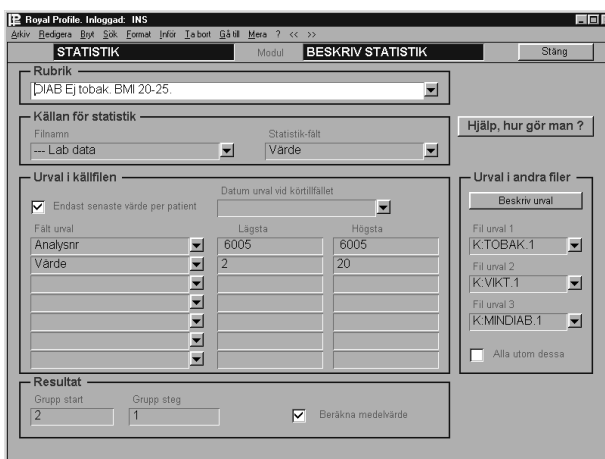 Royal Profile. Inloggad: INS
Arkiv Redigera Bryt Sök Format Inför Ta bort Gå till Mera ? << >>
STATISTIK Modul BESKRIV STATISTIK Stäng
Rubrik
DIAB Ej tobak. BMI 20-25.
Källan för statistik
Filnamn Statistik-fält
--- Lab data Värde
Hjälp, hur gör man ?
Urval i källfilen
Datum urval vid körtillfället
Endast senaste värde per patient
Fält urval Lägsta Högsta
Analysnr 6005 6005
Värde 2 20
Urval i andra filer
Beskriv urval
Fil urval 1
K:TOBAK.1
Fil urval 2
K:VIKT.1
Fil urval 3
K:MINDIAB.1
Alla utom dessa
Resultat
Grupp start Grupp steg
2 1 Beräkna medelvärde